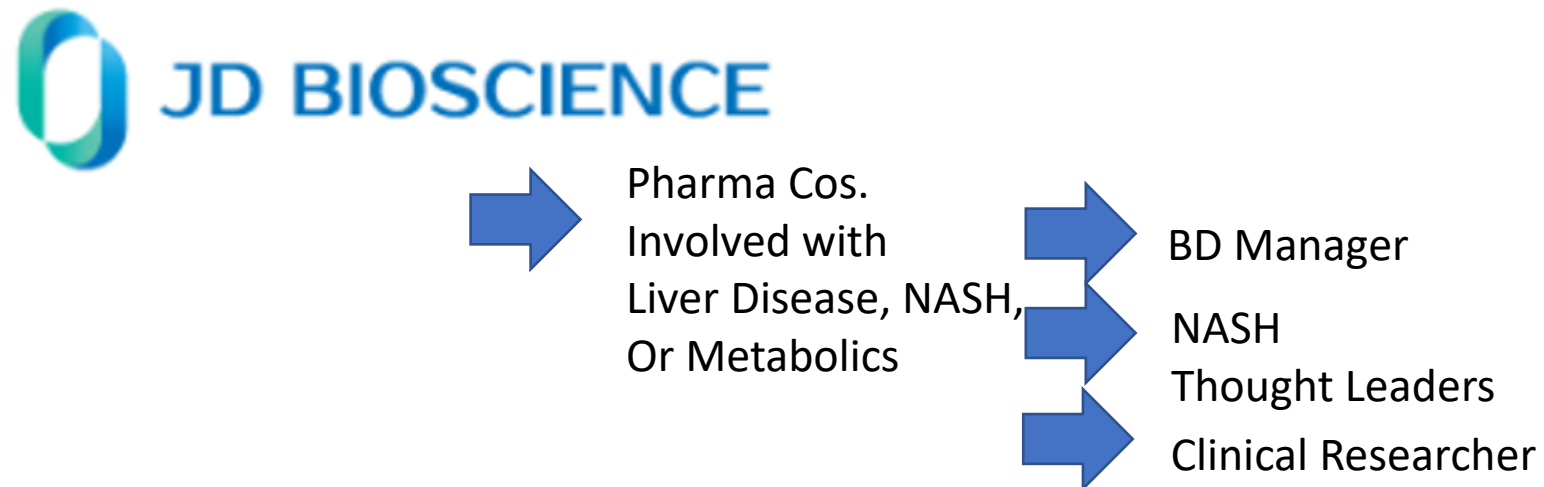 JD BIOSCIENCE
Pharma Cos.
Involved with
Liver Disease, NASH,
Or Metabolics
BD Manager
NASH
Thought Leaders
Clinical Researcher